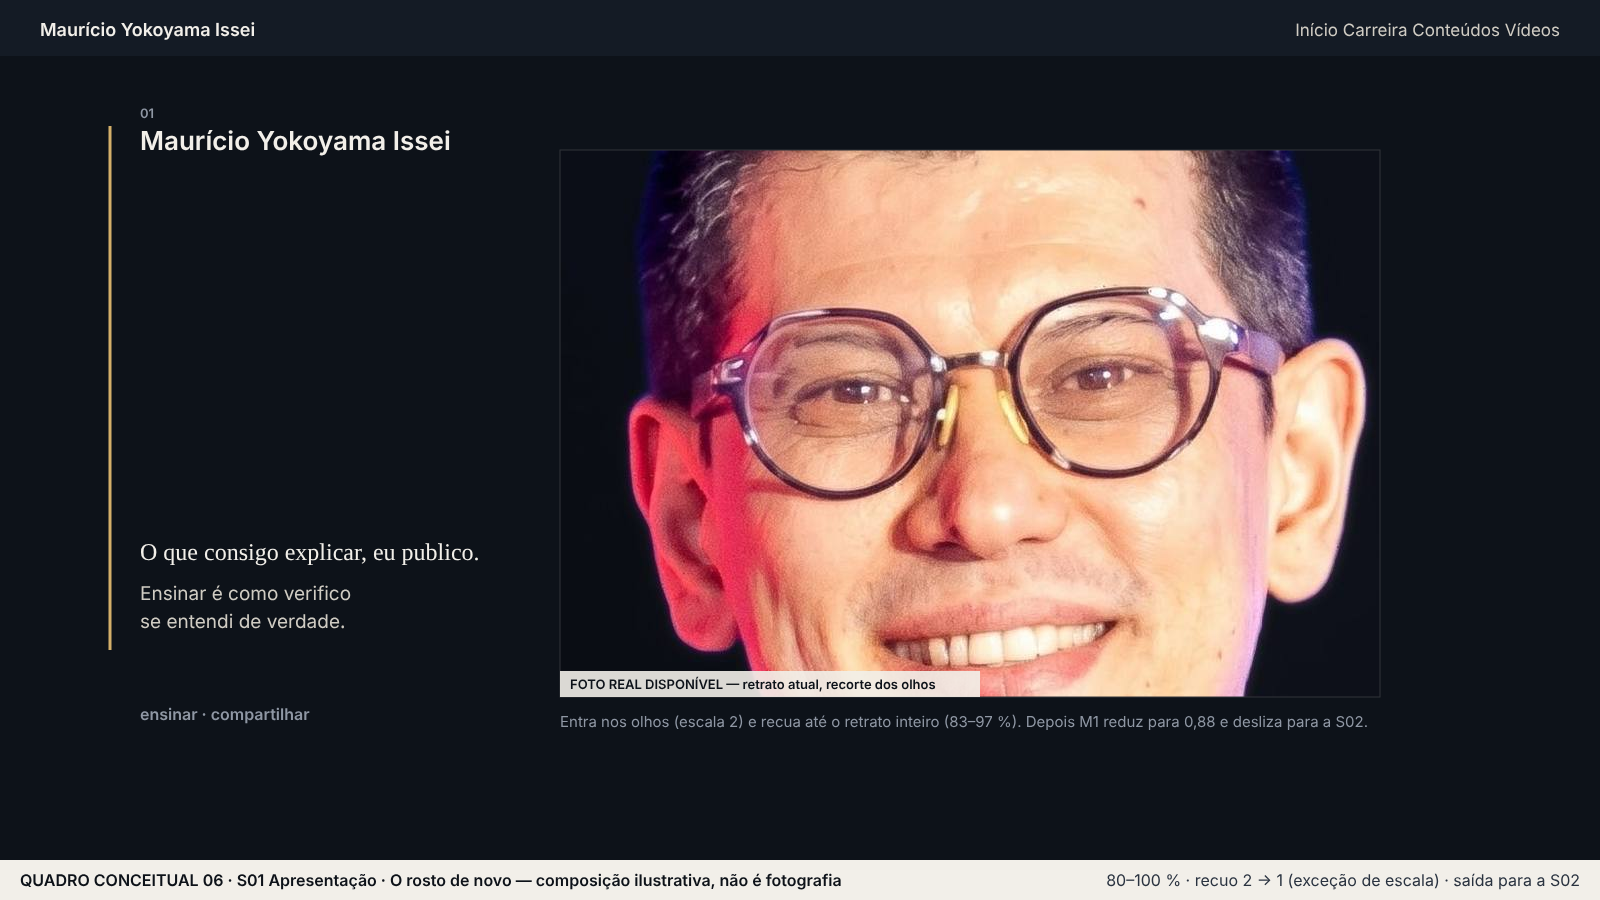 Maurício Yokoyama Issei
Início Carreira Conteúdos Vídeos
01
Maurício Yokoyama Issei
O que consigo explicar, eu publico.
Ensinar é como verifico
se entendi de verdade.
ensinar · compartilhar
FOTO REAL DISPONÍVEL — retrato atual, recorte dos olhos
Entra nos olhos (escala 2) e recua até o retrato inteiro (83–97 %). Depois M1 reduz para 0,88 e desliza para a S02.
QUADRO CONCEITUAL 06 · S01 Apresentação · O rosto de novo — composição ilustrativa, não é fotografia
80–100 % · recuo 2 → 1 (exceção de escala) · saída para a S02